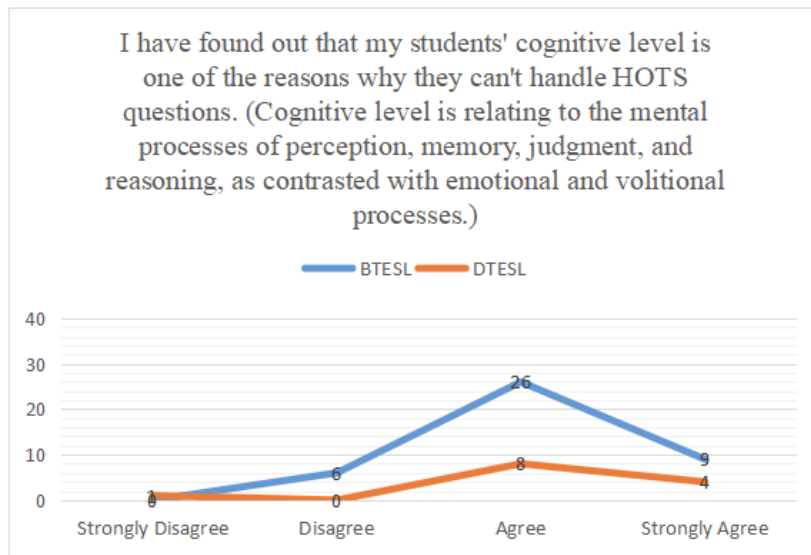 I have found out that my students' cognitive level is
one of the reasons why they can't handle HOTS
questions. (Cognitive level is relating to the mental
processes of perception, memory, judgment, and
reasoning, as contrasted with emotional and volitional
processes.)
BTESL DTESL
40
30
26
20
10
9
8
6
4
1
0
0
0
Strongly Disagree Disagree Agree Strongly Agree